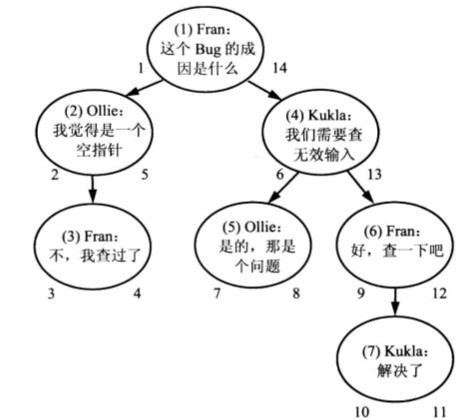 (1) Fran：
这个 Bug 的成
因是什么
1
14
(2) Ollie：
我觉得是一个
空指针
2
5
(4) Kukla：
我们需要查
无效输入
6
13
(3) Fran：
不，我查过了
3
4
(5) Ollie：
是的，那是
个问题
7
8
(6) Fran：
好，查一下吧
9
12
(7) Kukla：
解决了
10
11